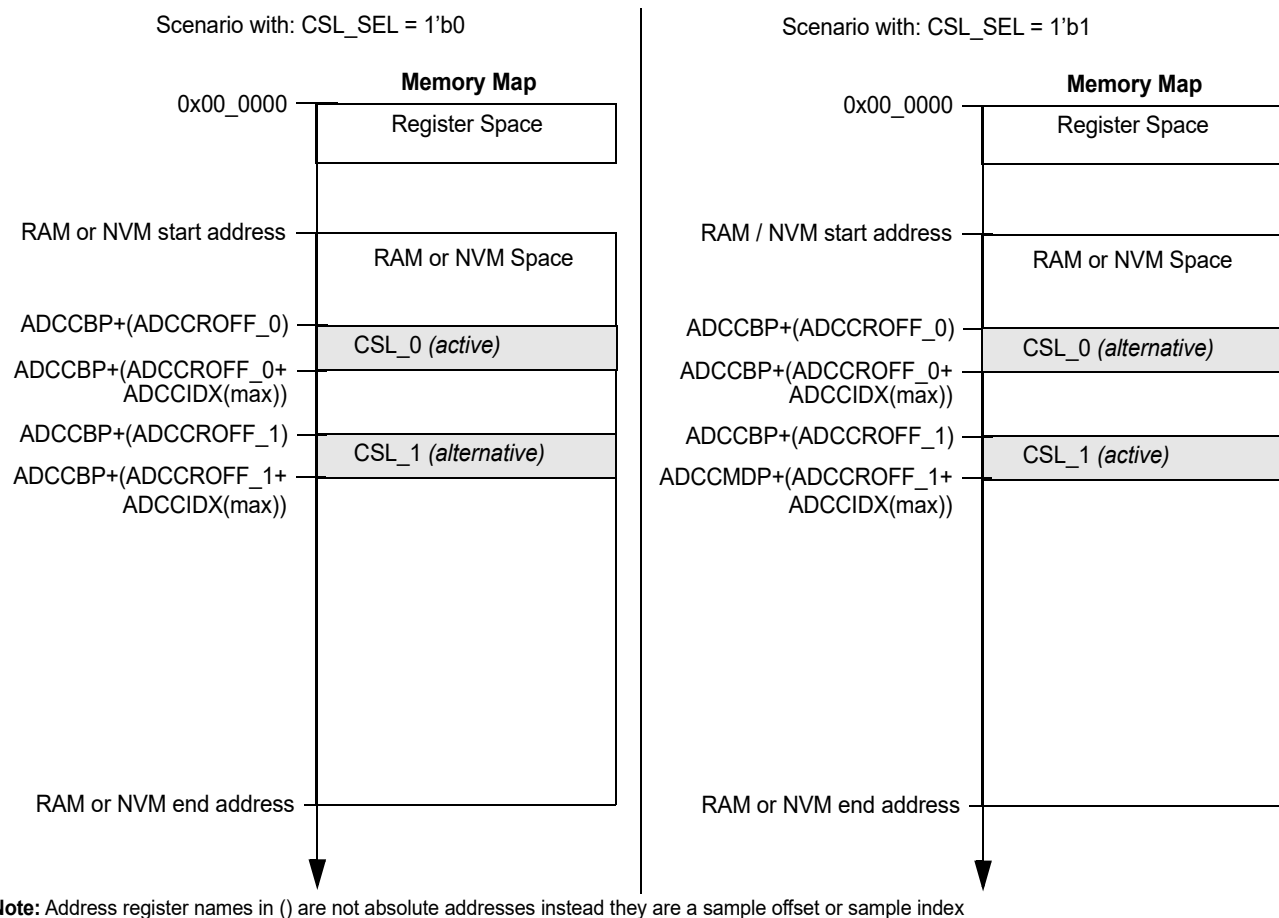 Scenario with: CSL_SEL = 1’b0
Memory Map
0x00_0000
Register Space
RAM or NVM start address
RAM or NVM Space
ADCCBP+(ADCCROFF_0)
CSL_0 (active)
ADCCBP+(ADCCROFF_0+
ADCCIDX(max))
ADCCBP+(ADCCROFF_1)
CSL_1 (alternative)
ADCCBP+(ADCCROFF_1+
ADCCIDX(max))
RAM or NVM end address
Scenario with: CSL_SEL = 1’b1
Memory Map
0x00_0000
Register Space
RAM / NVM start address
RAM or NVM Space
ADCCBP+(ADCCROFF_0)
CSL_0 (alternative)
ADCCBP+(ADCCROFF_0+
ADCCIDX(max))
ADCCBP+(ADCCROFF_1)
CSL_1 (active)
ADCCMDP+(ADCCROFF_1+
ADCCIDX(max))
RAM or NVM end address
Note: Address register names in () are not absolute addresses instead they are a sample offset or sample index